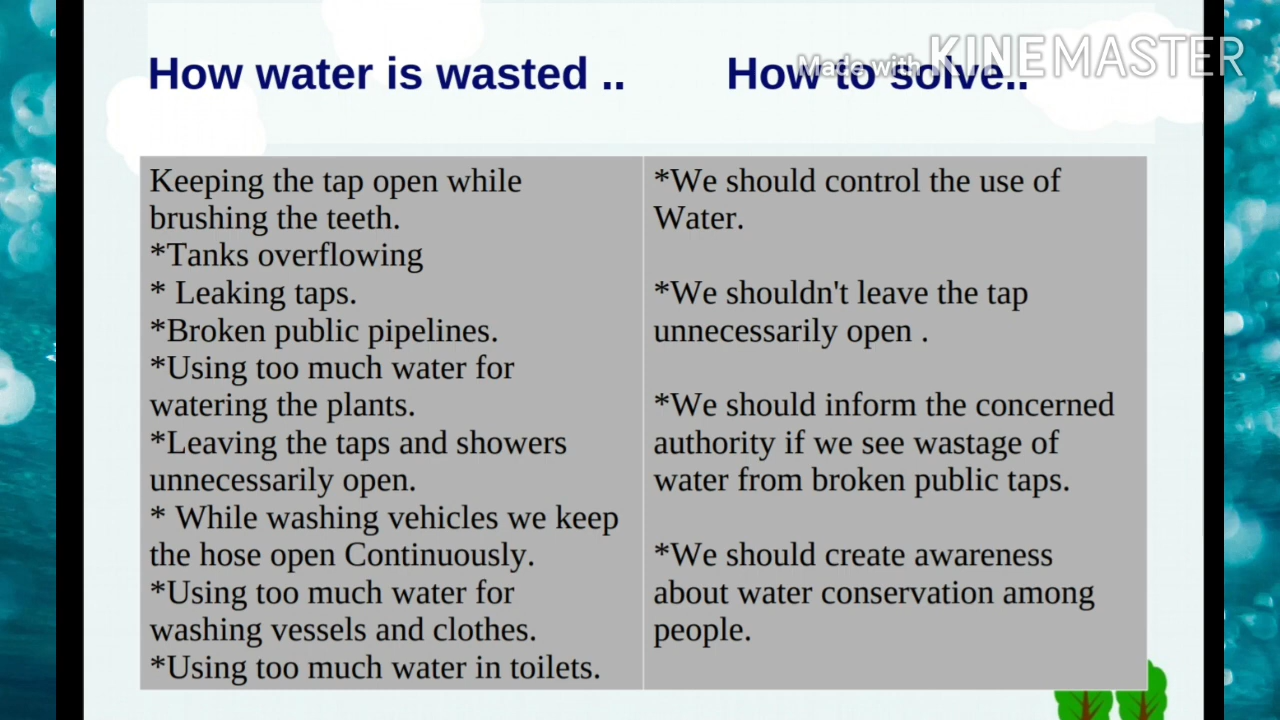 How water is wasted ..
How to solve..
Made with KINEMASTER
Keeping the tap open while
brushing the teeth.
*Tanks overflowing
* Leaking taps.
*Broken public pipelines.
*Using too much water for
watering the plants.
*Leaving the taps and showers
unnecessarily open.
* While washing vehicles we keep
the hose open Continuously.
*Using too much water for
washing vessels and clothes.
*Using too much water in toilets.
*We should control the use of
Water.
*We shouldn't leave the tap
unnecessarily open .
*We should inform the concerned
authority if we see wastage of
water from broken public taps.
*We should create awareness
about water conservation among
people.